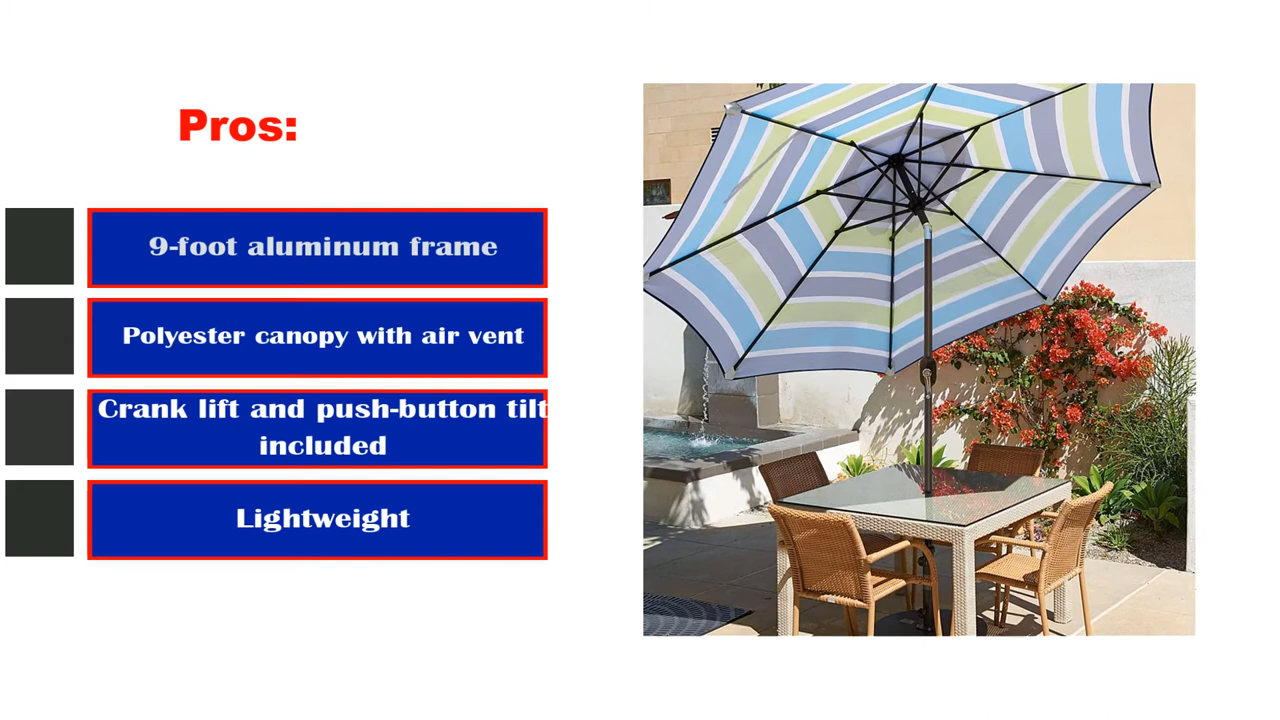 Pros:
9-foot aluminum frame
Polyester canopy with air vent
Crank lift and push-button tilt
included
Lightweight